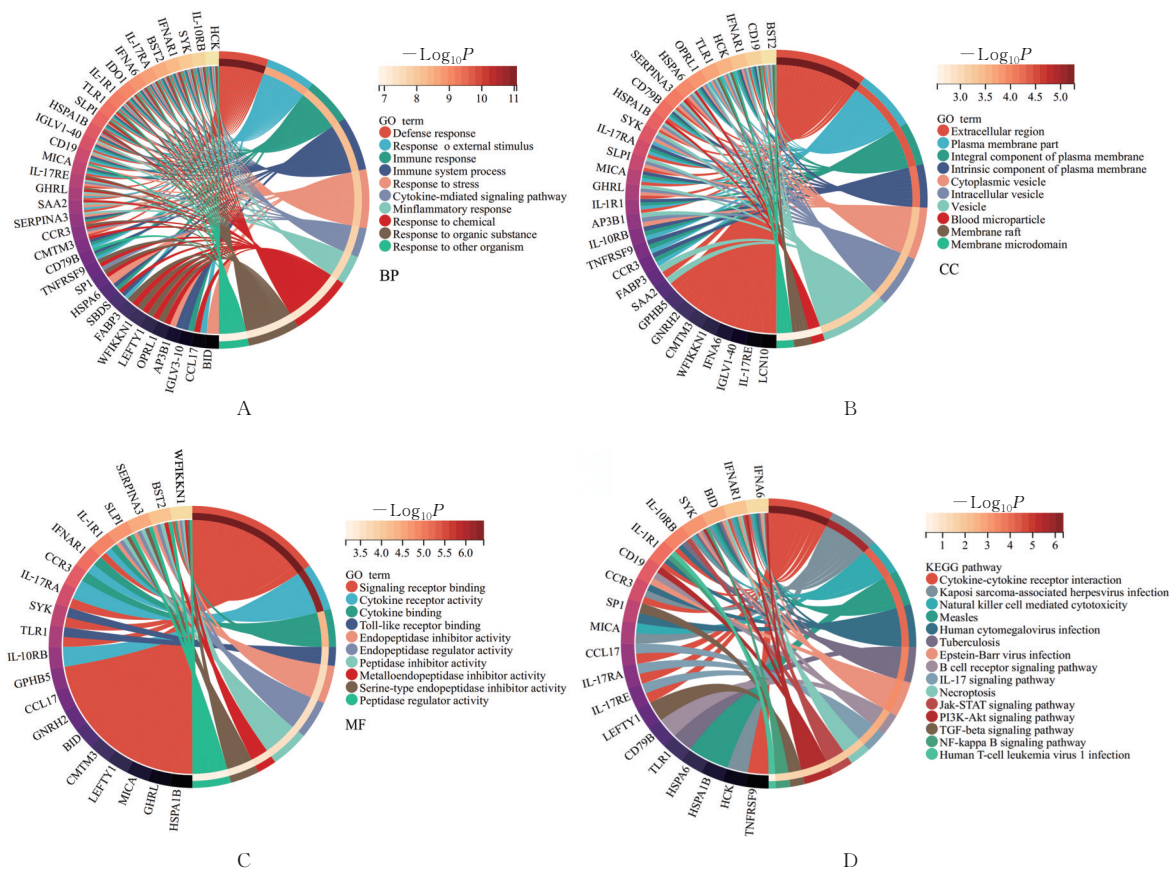 HCK
IL-10RB
SYK
IFNAR1
BST2
IL-17RA
IFNA6
IDO1
IL-1R1
TLR1
SLPI
HSPA1B
IGLV1-40
CD19
MICA
IL-17RE
GHRL
SAA2
SERPINA3
CCR3
CMTM3
CD79B
TNFRSF9
SP1
HSPA6
SBDS
FABP3
WFIKKN1
LEFTY1
OPRL1
AP3B1
IGLV3-10
CCL17
BID
−Log₁₀P
7 8 9 10 11
GO term
Defense response
Response o external stimulus
Immune response
Immune system process
Response to stress
Cytokine-mdiated signaling pathway
Minflammatory response
Response to chemical
Response to organic substance
Response to other organism
BP
A
BST2
CD19
IFNAR1
HCK
TLR1
OPRL1
HSPA6
SERPINA3
CD79B
HSPA1B
SYK
IL-17RA
SLPI
MICA
GHRL
IL-1R1
AP3B1
IL-10RB
TNFRSF9
CCR3
FABP3
SAA2
GPHB5
GNRH2
CMTM3
WFIKKN1
IFNA6
IGLV1-40
IL-17RE
LCN10
−Log₁₀P
3.0 3.5 4.0 4.5 5.0
GO term
Extracellular region
Plasma membrane part
Integral component of plasma membrane
Intrinsic component of plasma membrane
Cytoplasmic vesicle
Intracellular vesicle
Vesicle
Blood microparticle
Membrane raft
Membrane microdomain
CC
B
WFIKKN1
BST2
SERPINA3
SLPI
IL-1R1
IFNAR1
CCR3
IL-17RA
SYK
TLR1
IL-10RB
GPHB5
CCL17
GNRH2
BID
CMTM3
LEFTY1
MICA
GHRL
HSPA1B
−Log₁₀P
3.5 4.0 4.5 5.0 5.5 6.0
GO term
Signaling receptor binding
Cytokine receptor activity
Cytokine binding
Toll-like receptor binding
Endopeptidase inhibitor activity
Endopeptidase regulator activity
Peptidase inhibitor activity
Metalloendopeptidase inhibitor activity
Serine-type endopeptidase inhibitor activity
Peptidase regulator activity
MF
C
IFNA6
IFNAR1
BID
SYK
IL-10RB
IL-1R1
CD19
CCR3
SP1
MICA
CCL17
IL-17RA
IL-17RE
LEFTY1
CD79B
TLR1
HSPA6
HSPA1B
HCK
TNFRSF9
−Log₁₀P
1 2 3 4 5 6
KEGG pathway
Cytokine-cytokine receptor interaction
Kaposi sarcoma-associated herpesvirus infection
Natural killer cell mediated cytotoxicity
Measles
Human cytomegalovirus infection
Tuberculosis
Epstein-Barr virus infection
B cell receptor signaling pathway
IL-17 signaling pathway
Necroptosis
Jak-STAT signaling pathway
PI3K-Akt signaling pathway
TGF-beta signaling pathway
NF-kappa B signaling pathway
Human T-cell leukemia virus 1 infection
D